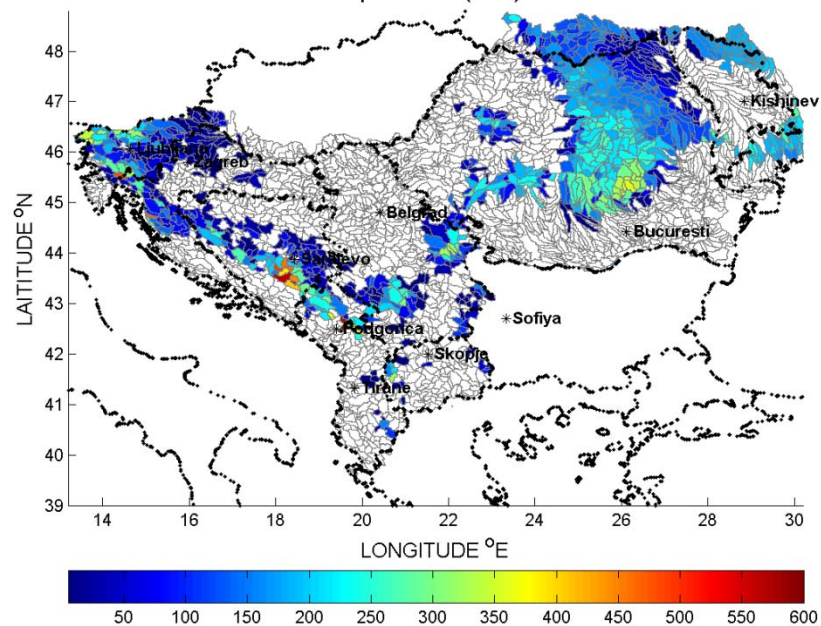 48
47
46
45
44
43
42
41
40
39
LAITITUDE °N
Kishinev
Ljubljana
Zagreb
Belgrad
Bucuresti
Sarajevo
Sofiya
Podgorica
Skopje
Tirane
14 16 18 20 22 24 26 28 30
LONGITUDE °E
50 100 150 200 250 300 350 400 450 500 550 600